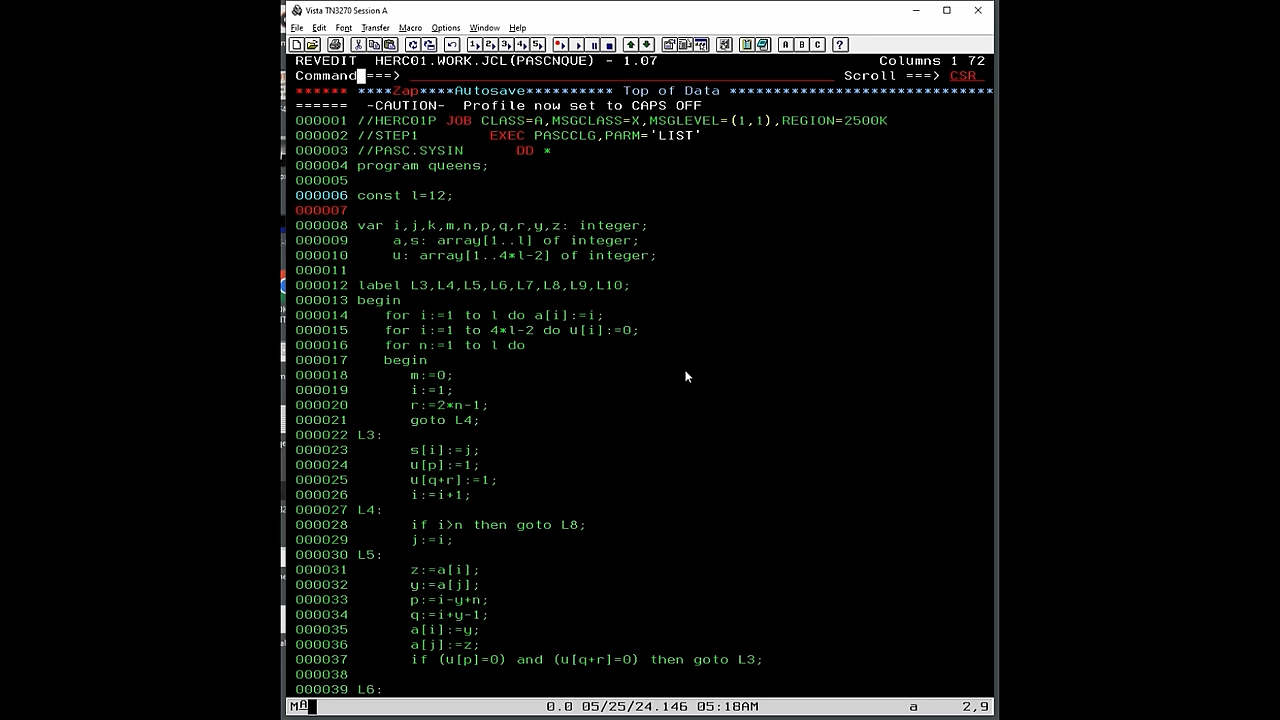 Vista TN3270 Session A
File Edit Font Transfer Macro Options Window Help
REVEDIT HERC01.WORK.JCL(PASCNQUE) - 1.07 Columns 1 72
Command ===> Scroll ===> CSR
****** ****Zap****Autosave********** Top of Data ******************************
====== -CAUTION- Profile now set to CAPS OFF
000001 //HERC01P JOB CLASS=A,MSGCLASS=X,MSGLEVEL=(1,1),REGION=2500K
000002 //STEP1 EXEC PASCCLG,PARM='LIST'
000003 //PASC.SYSIN DD *
000004 program queens;
000005
000006 const l=12;
000007
000008 var i,j,k,m,n,p,q,r,y,z: integer;
000009 a,s: array[1..l] of integer;
000010 u: array[1..4*l-2] of integer;
000011
000012 label L3,L4,L5,L6,L7,L8,L9,L10;
000013 begin
000014 for i:=1 to l do a[i]:=i;
000015 for i:=1 to 4*l-2 do u[i]:=0;
000016 for n:=1 to l do
000017 begin
000018 m:=0;
000019 i:=1;
000020 r:=2*n-1;
000021 goto L4;
000022 L3:
000023 s[i]:=j;
000024 u[p]:=1;
000025 u[q+r]:=1;
000026 i:=i+1;
000027 L4:
000028 if i>n then goto L8;
000029 j:=i;
000030 L5:
000031 z:=a[i];
000032 y:=a[j];
000033 p:=i-y+n;
000034 q:=i+y-1;
000035 a[i]:=y;
000036 a[j]:=z;
000037 if (u[p]=0) and (u[q+r]=0) then goto L3;
000038
000039 L6:
MA 0.0 05/25/24.146 05:18AM a 2,9